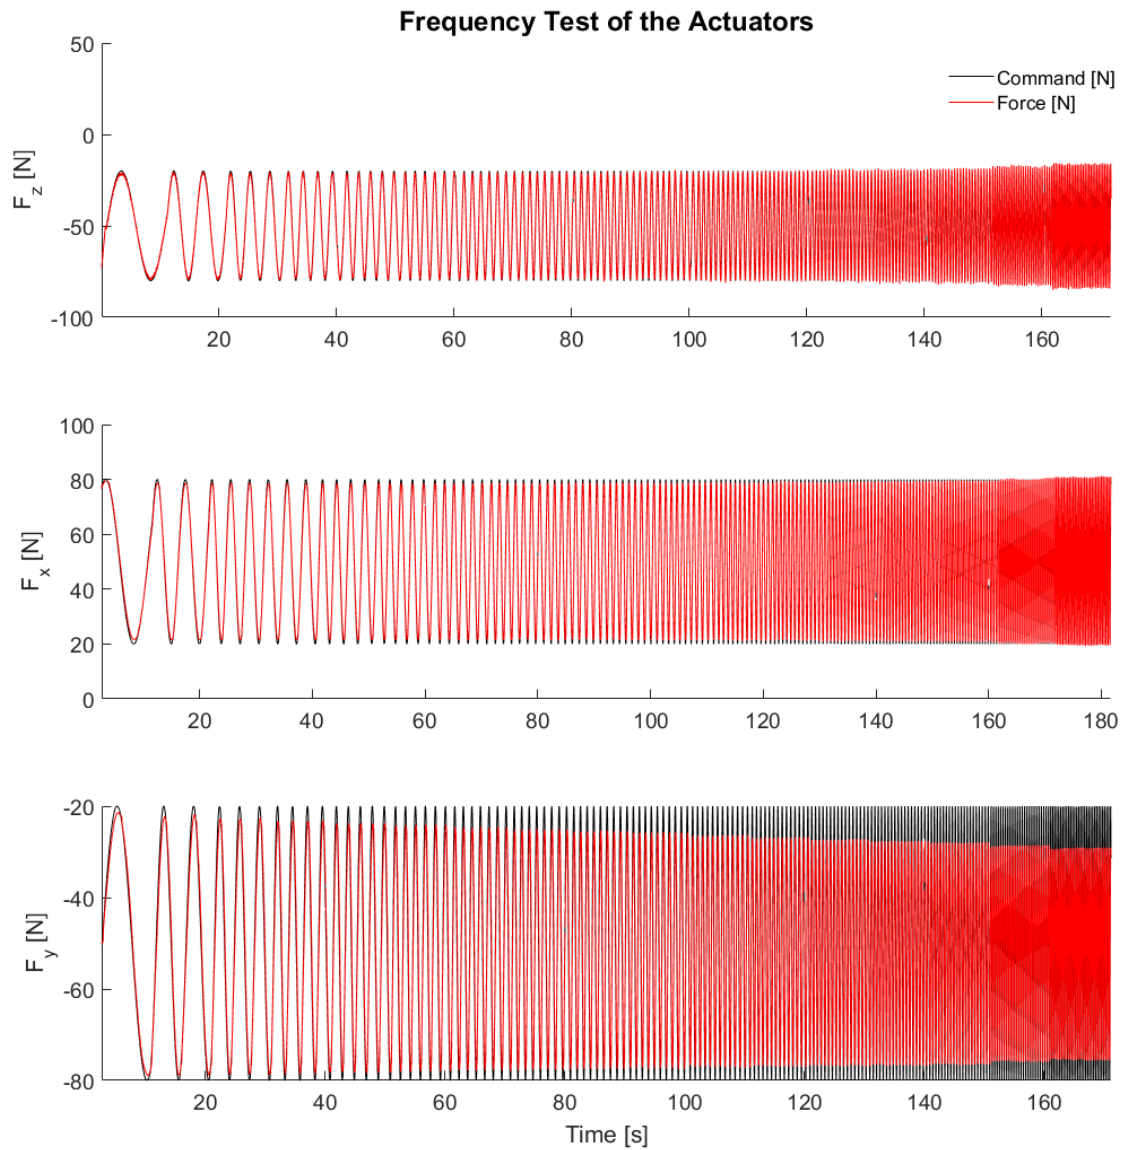 Frequency Test of the Actuators
50
0
-50
-100
F_z [N]
Command [N]
Force [N]
20 40 60 80 100 120 140 160
100
80
60
40
20
0
F_x [N]
20 40 60 80 100 120 140 160 180
-20
-40
-60
-80
F_y [N]
20 40 60 80 100 120 140 160
Time [s]